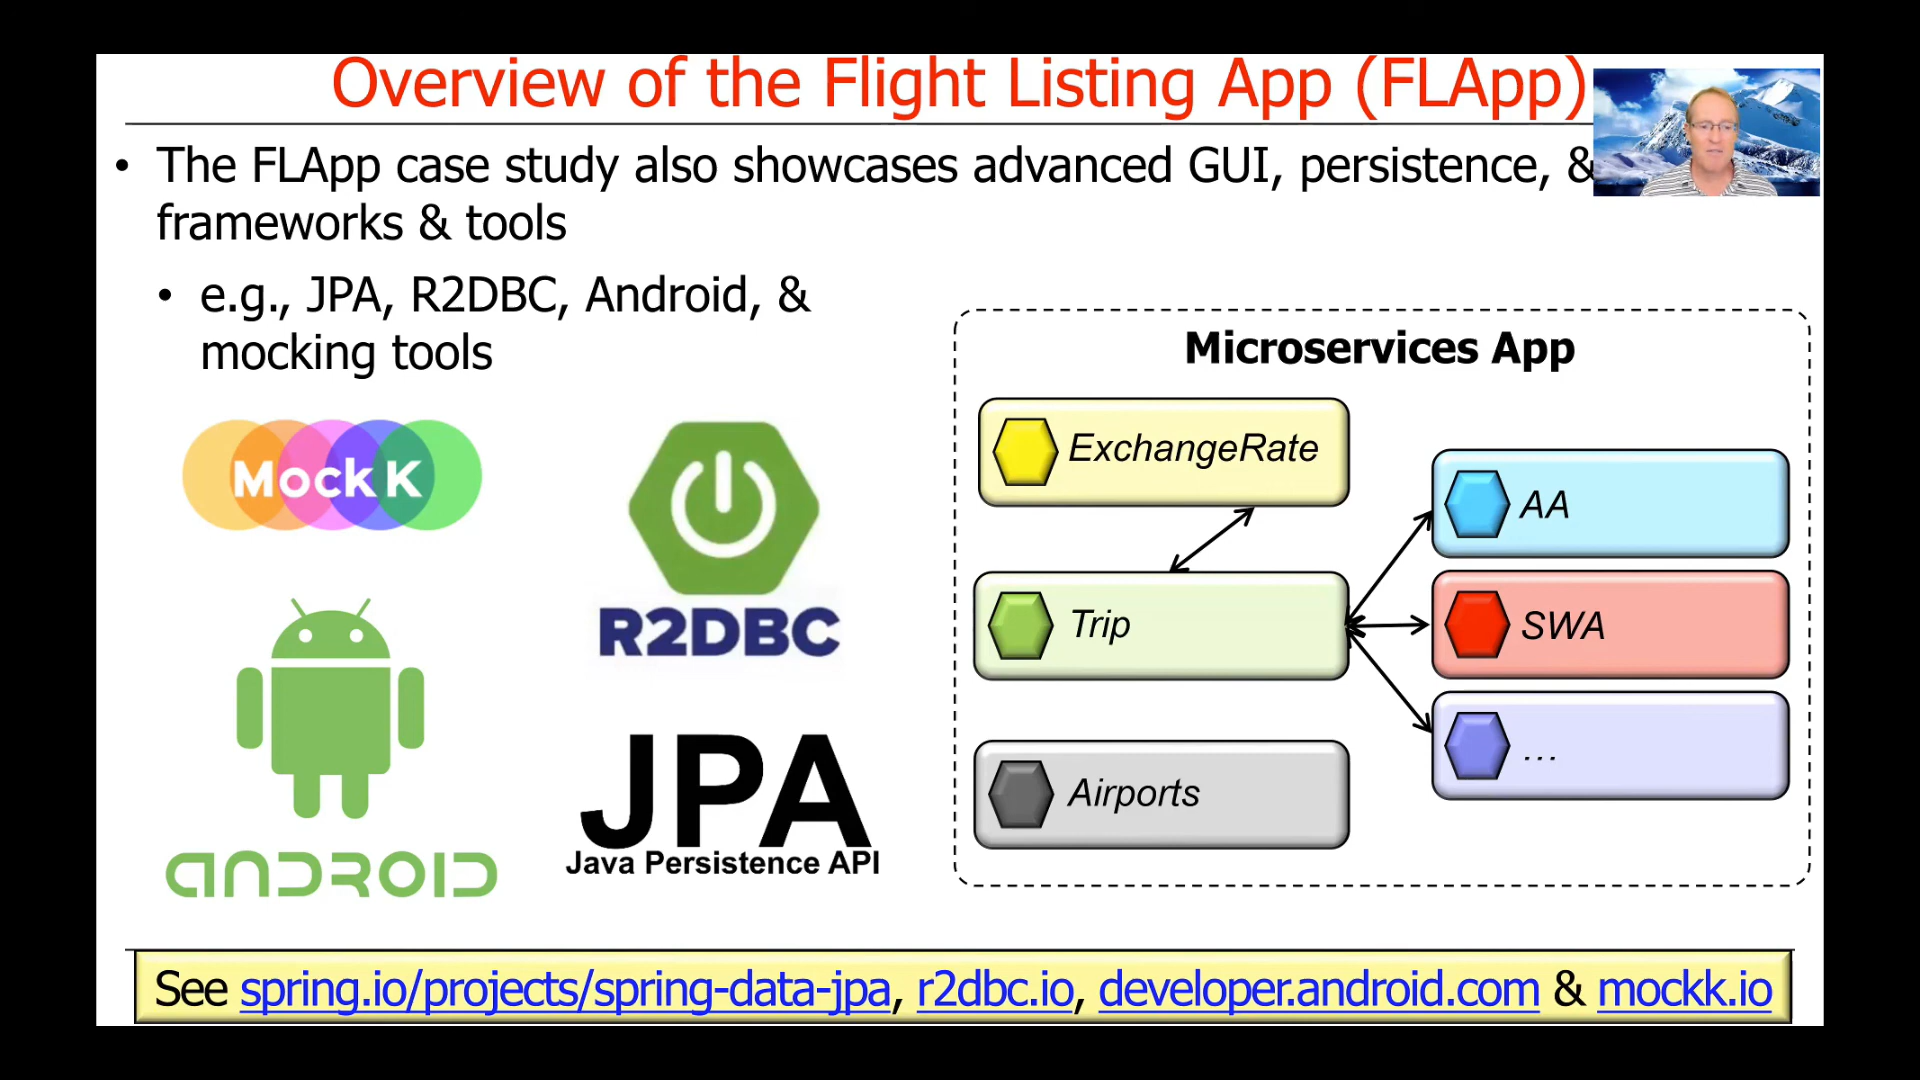 Overview of the Flight Listing App (FLApp)
• The FLApp case study also showcases advanced GUI, persistence, &
frameworks & tools
• e.g., JPA, R2DBC, Android, &
mocking tools
MockK
R2DBC
ANDROID
JPA
Java Persistence API
Microservices App
ExchangeRate
Trip
Airports
AA
SWA
...
See spring.io/projects/spring-data-jpa, r2dbc.io, developer.android.com & mockk.io